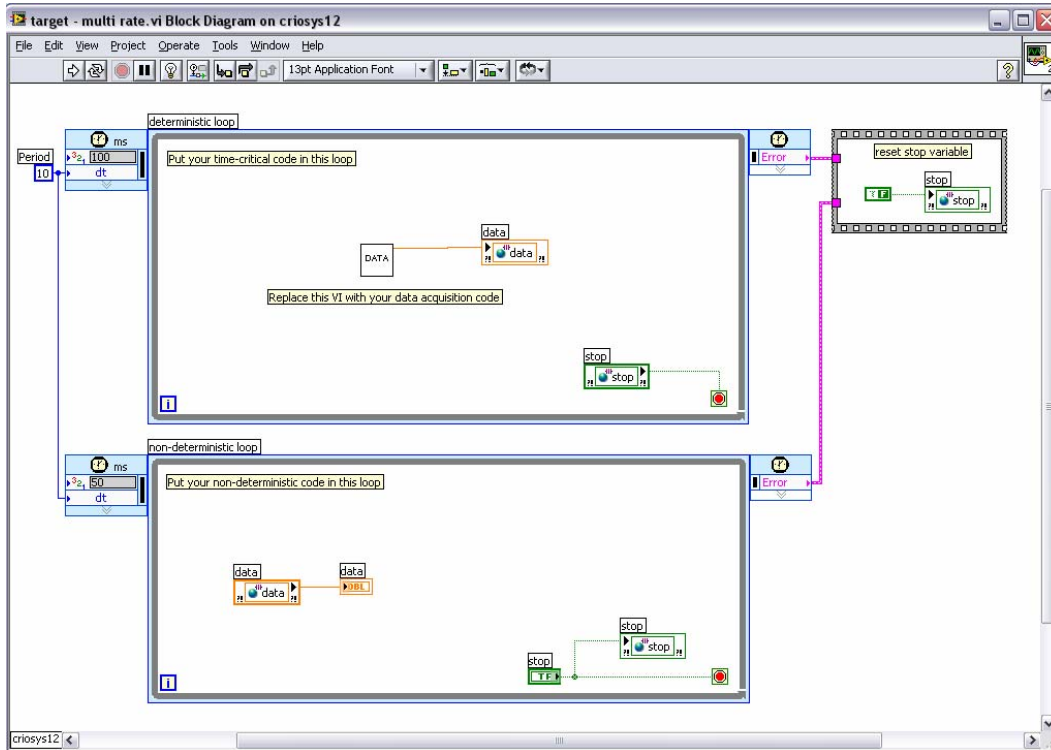 target - multi rate.vi Block Diagram on criosys12
File Edit View Project Operate Tools Window Help
13pt Application Font
deterministic loop
ms
Error
Period
100
Put your time-critical code in this loop
reset stop variable
10
dt
stop
F
stop
data
DATA
data
Replace this VI with your data acquisition code
stop
stop
i
non-deterministic loop
ms
Error
50
Put your non-deterministic code in this loop
dt
data
data
data
DBL
stop
stop
stop
TF
i
criosys12